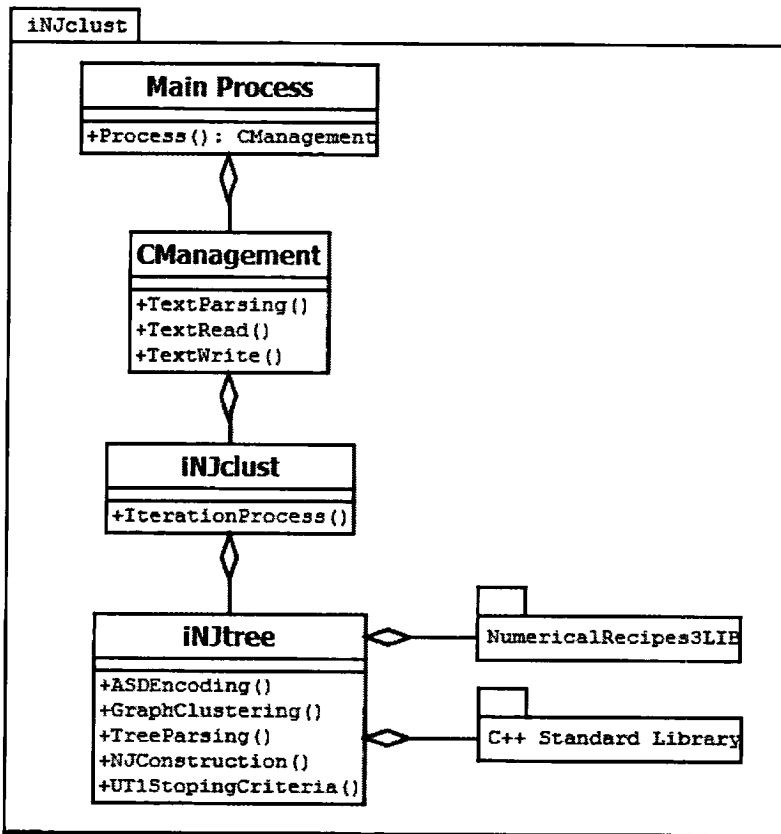 iNJclust
Main Process
+Process(): CManagement
CManagement
+TextParsing()
+TextRead()
+TextWrite()
iNJclust
+IterationProcess()
iNJtree
+ASDEncoding()
+GraphClustering()
+TreeParsing()
+NJConstruction()
+UT1StopingCriteria()
NumericalRecipes3LIB
C++ Standard Library